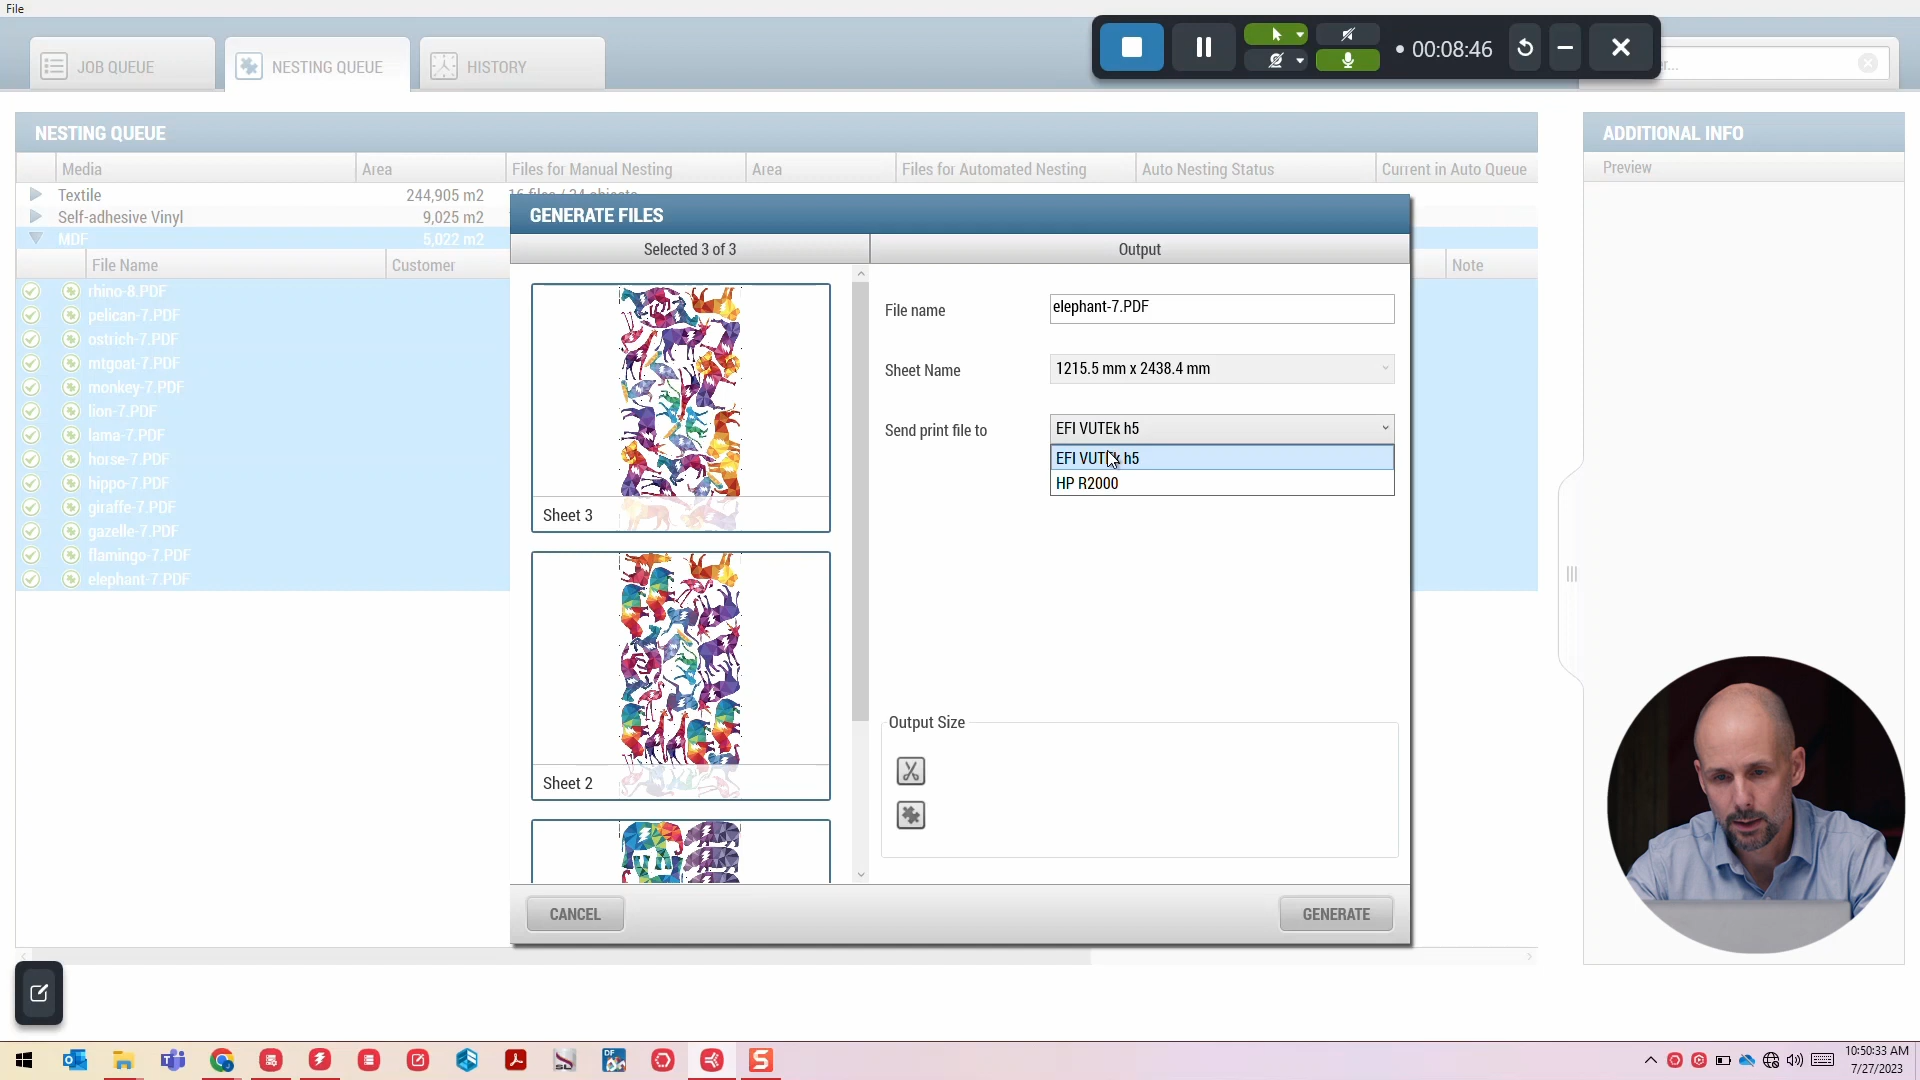 File
JOB QUEUE
NESTING QUEUE
HISTORY
00:08:46
NESTING QUEUE
ADDITIONAL INFO
Media Area Files for Manual Nesting Area Files for Automated Nesting Auto Nesting Status Current in Auto Queue
Preview
Textile 244,905 m2 16 files / 24 objects
Self-adhesive Vinyl 9,025 m2
MDF 5,022 m2
File Name Customer Note
rhino-8.PDF
pelican-7.PDF
ostrich-7.PDF
mtgoat-7.PDF
monkey-7.PDF
lion-7.PDF
lama-7.PDF
horse-7.PDF
hippo-7.PDF
giraffe-7.PDF
gazelle-7.PDF
flamingo-7.PDF
elephant-7.PDF
GENERATE FILES
Selected 3 of 3
Output
Sheet 3
Sheet 2
File name elephant-7.PDF
Sheet Name 1215.5 mm x 2438.4 mm
Send print file to EFI VUTEk h5
EFI VUTEk h5
HP R2000
Output Size
CANCEL
GENERATE
DF
S
10:50:33 AM
7/27/2023